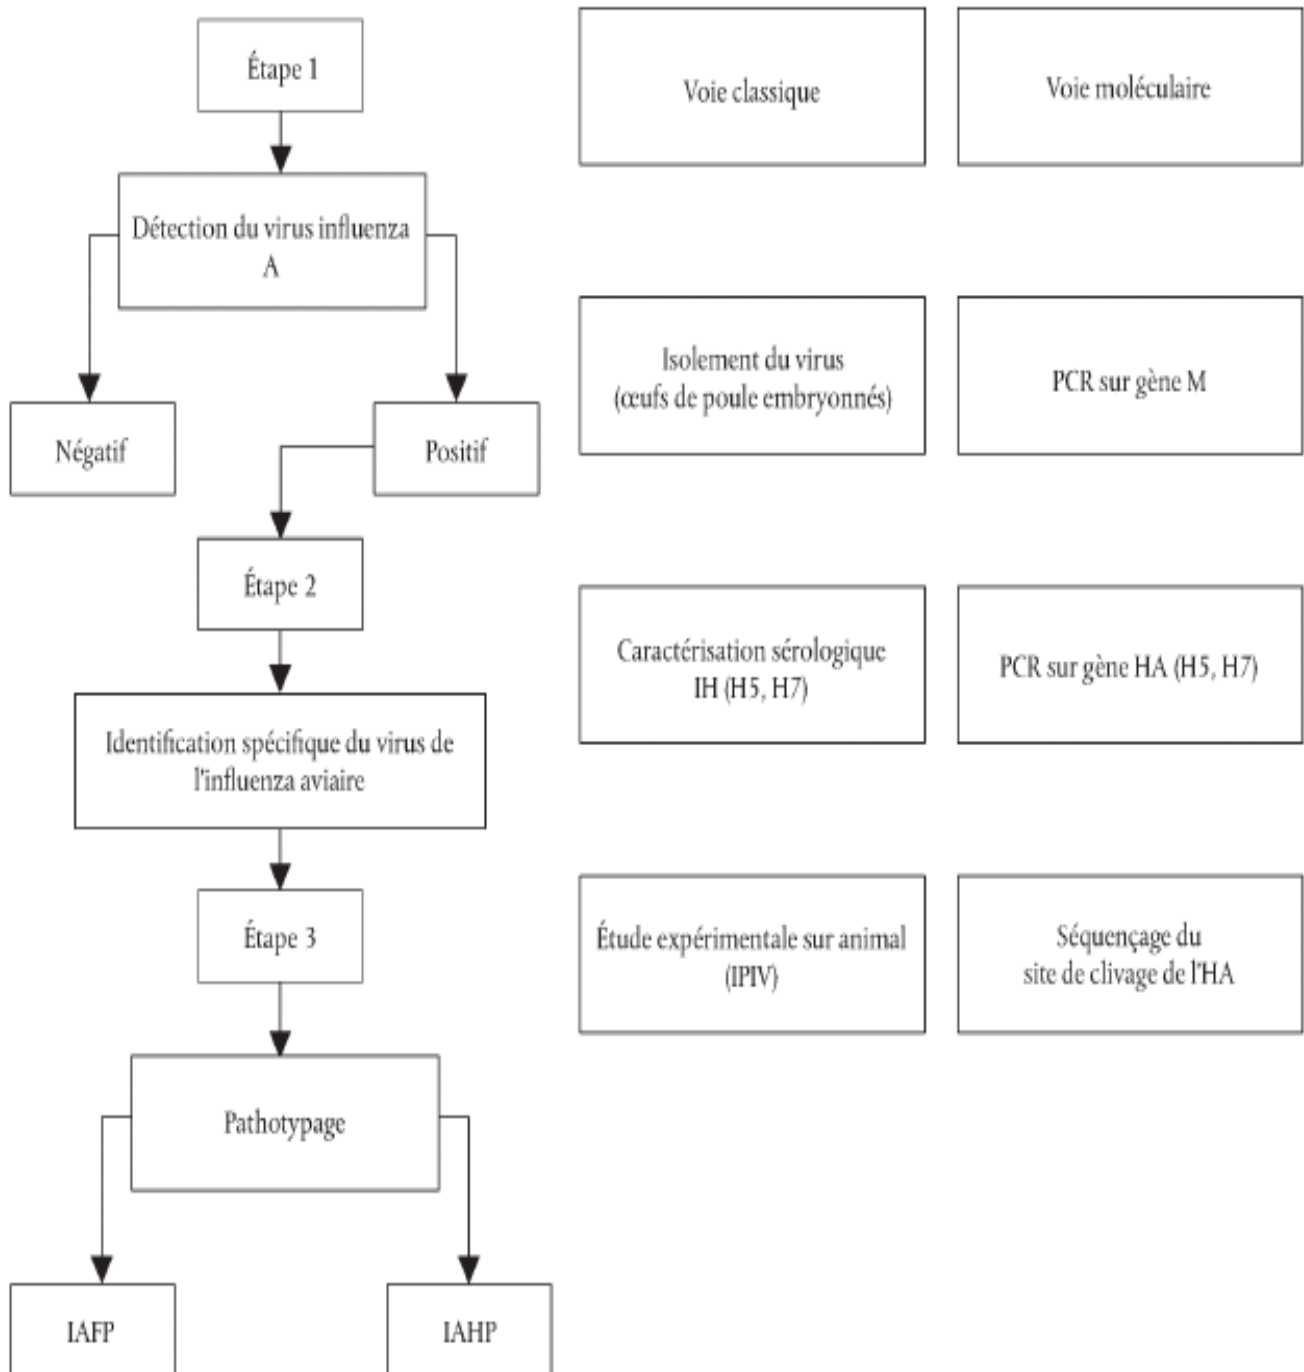 Étape 1
Détection du virus influenza
A
Négatif
Positif
Étape 2
Identification spécifique du virus de
l'influenza aviaire
Étape 3
Pathotypage
IAFP
IAHP
Voie classique
Voie moléculaire
Isolement du virus
(œufs de poule embryonnés)
PCR sur gène M
Caractérisation sérologique
IH (H5, H7)
PCR sur gène HA (H5, H7)
Étude expérimentale sur animal
(IPIV)
Séquençage du
site de clivage de l'HA